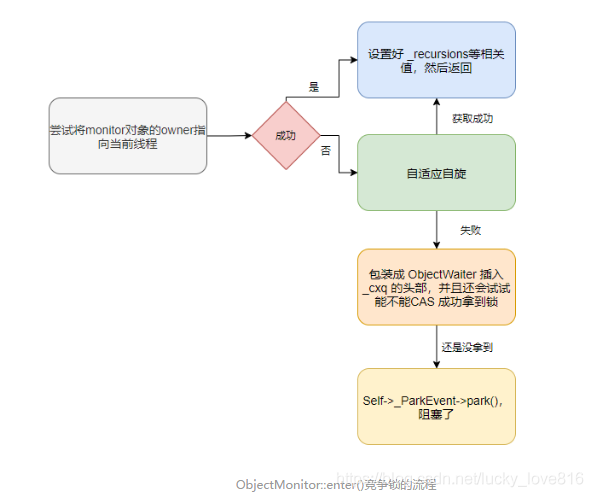 设置好 _recursions等相关
值，然后返回
是
尝试将monitor对象的owner指
向当前线程
成功
获取成功
否
自适应自旋
失败
包装成 ObjectWaiter 插入
_cxq 的头部，并且还会试试
能不能CAS 成功拿到锁
还是没拿到
Self->_ParkEvent->park()，
阻塞了
https://blog.csdn.net/lucky_love816
ObjectMonitor::enter()竞争锁的流程